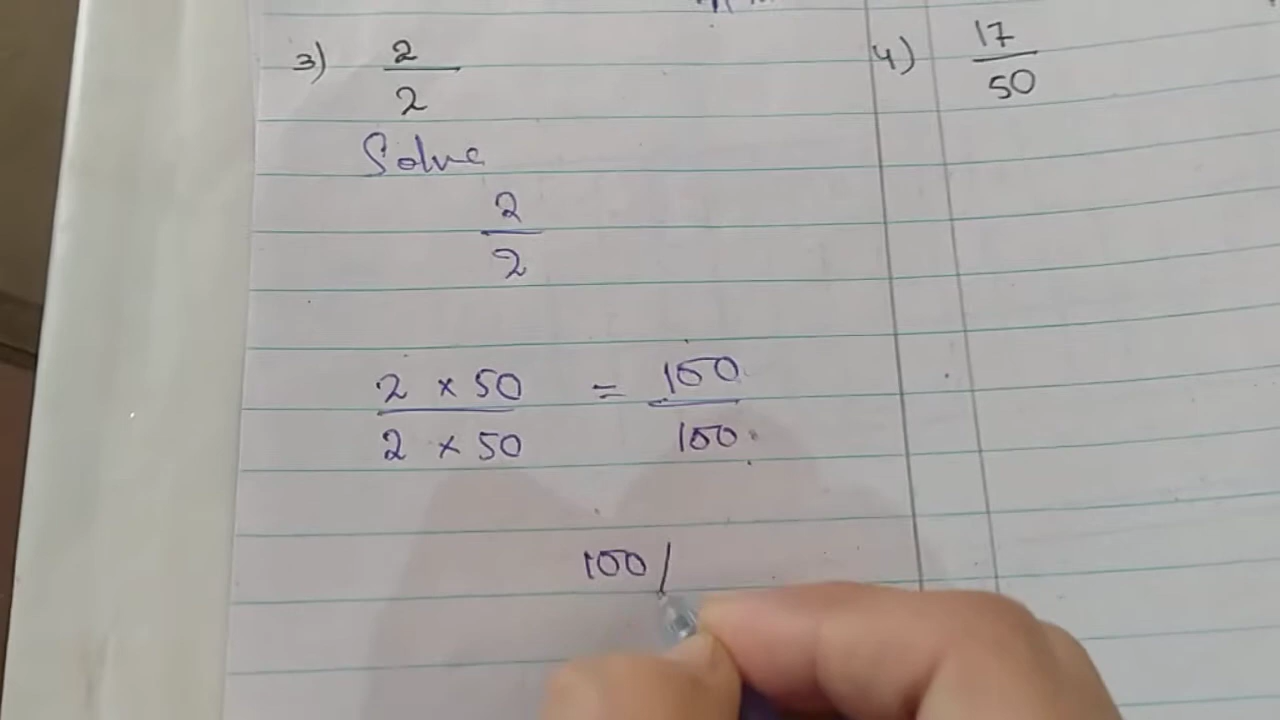 3) 2
2
Solve
2
2
2 × 50 = 100
2 × 50 100
100/
4) 17
50